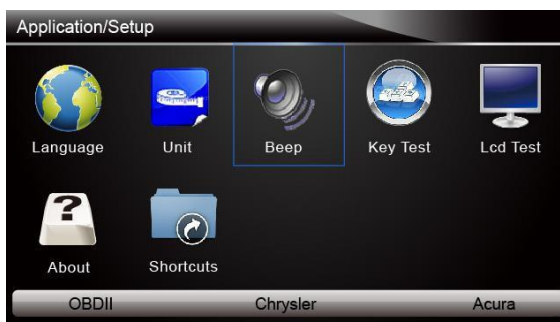 Application/Setup
Language Unit Beep Key Test Lcd Test
About Shortcuts
OBDII Chrysler Acura